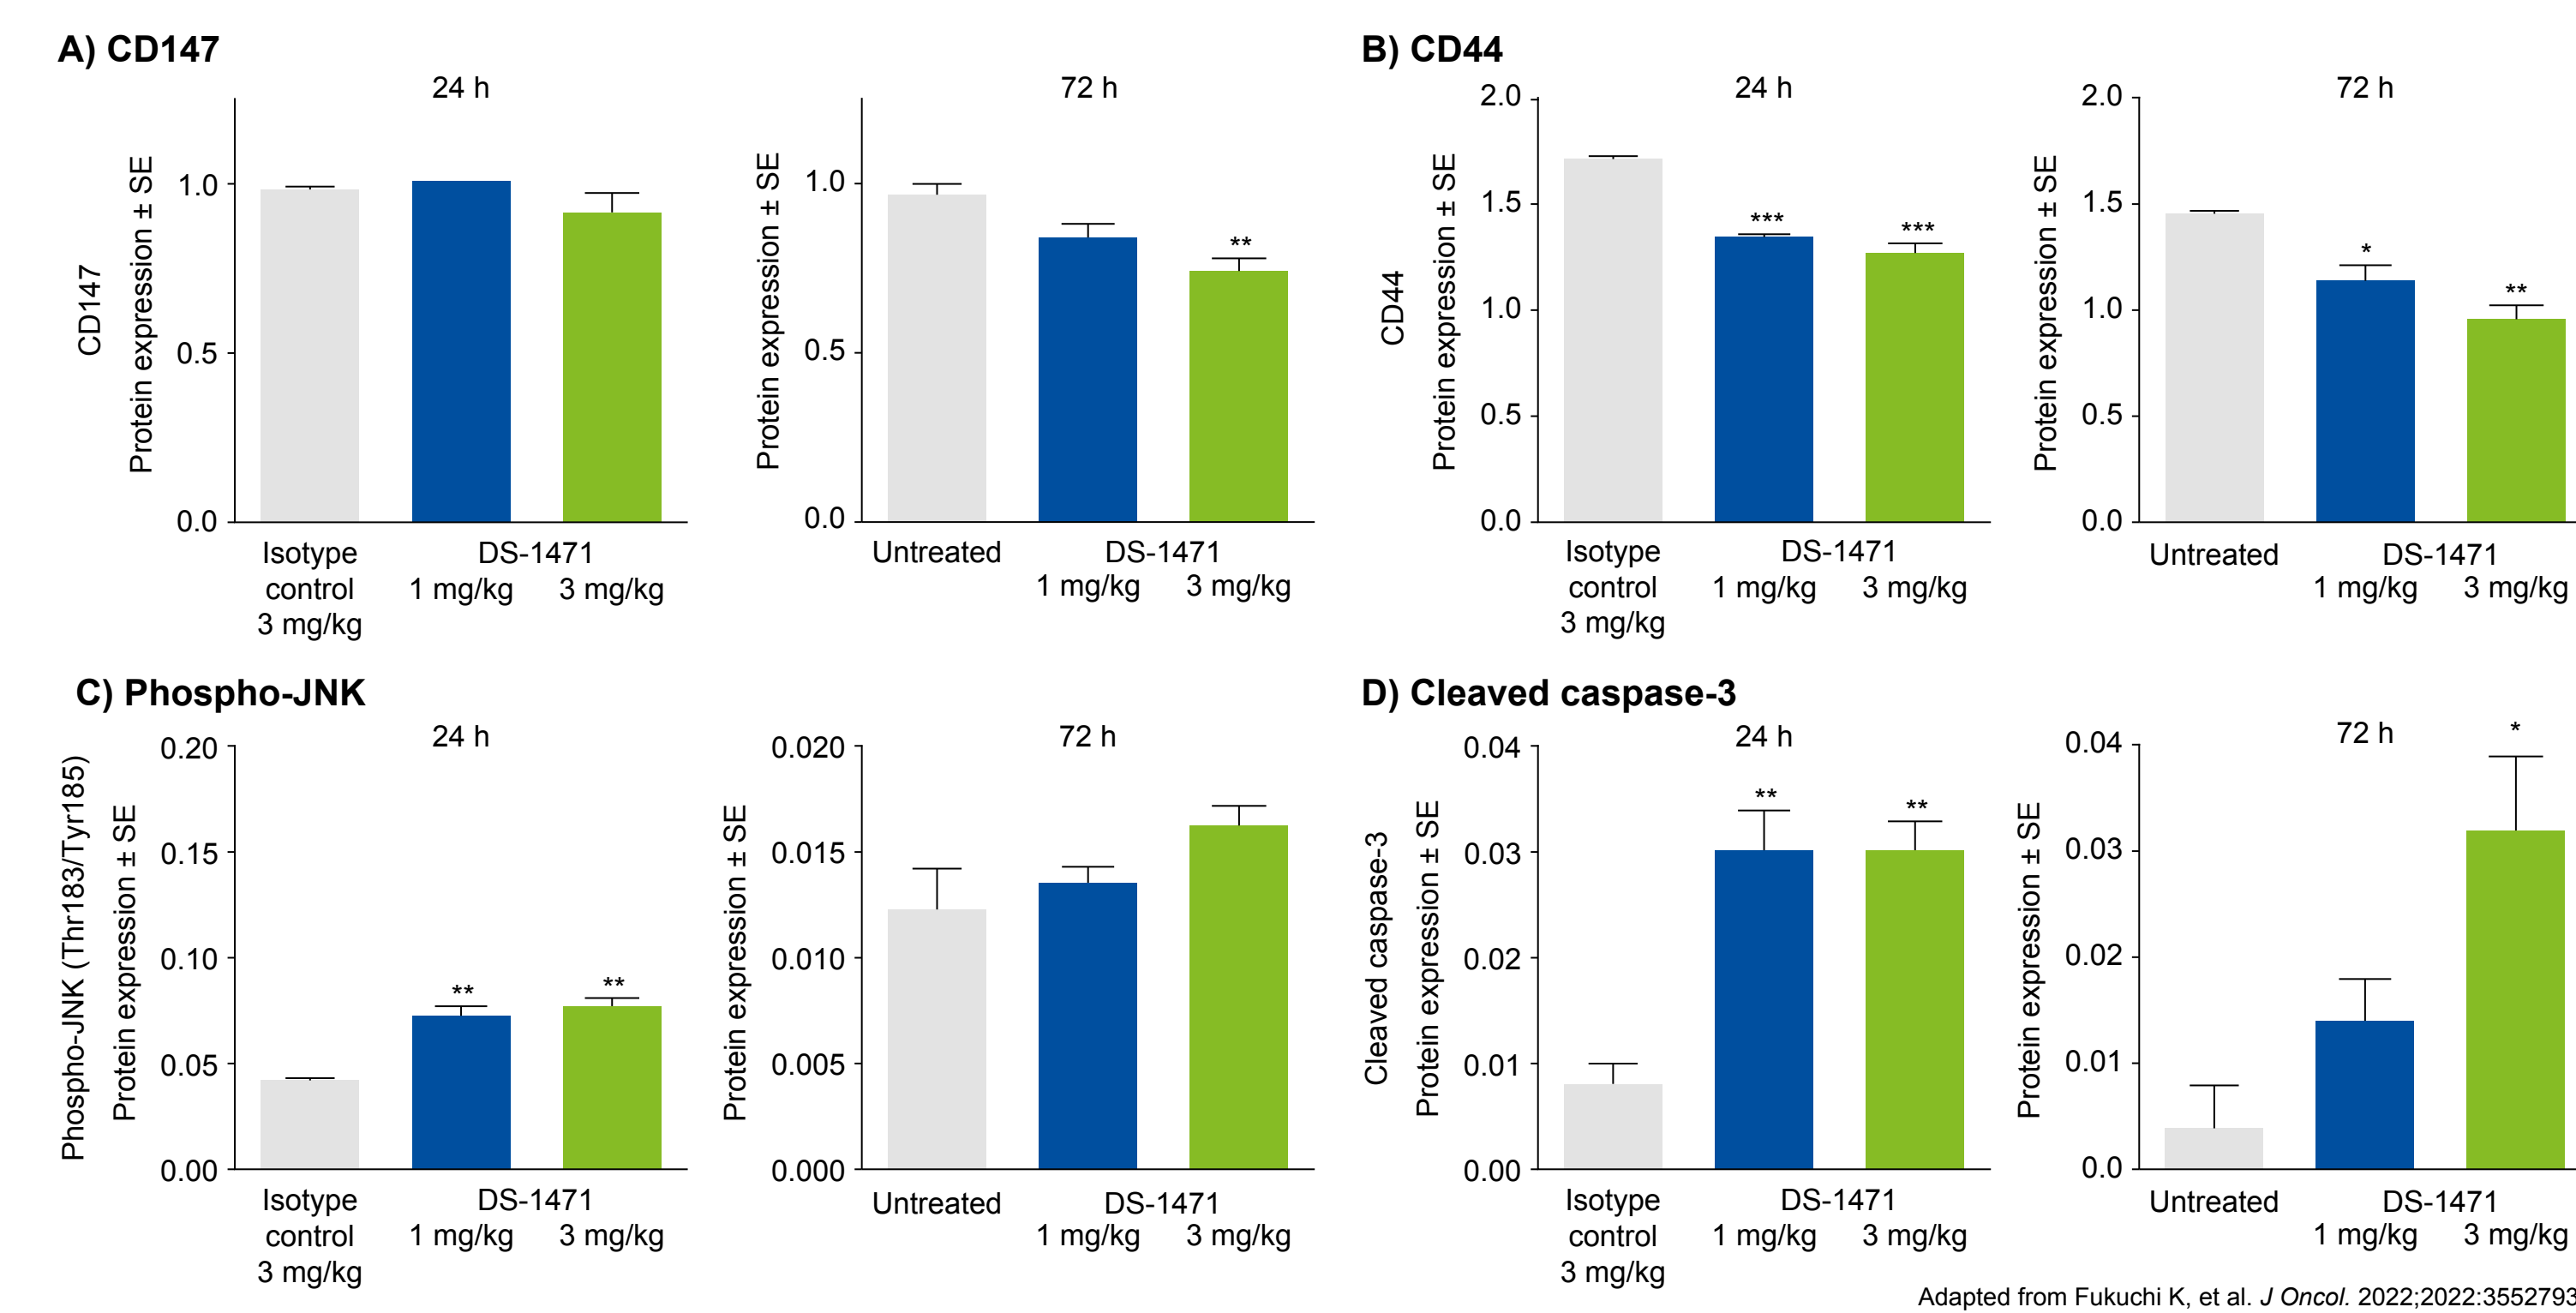 A) CD147
24 h
CD147
Protein expression ± SE
1.0
0.5
0.0
Isotype
control
3 mg/kg
DS-1471
1 mg/kg 3 mg/kg
72 h
Protein expression ± SE
1.0
0.5
0.0
**
Untreated
DS-1471
1 mg/kg 3 mg/kg
B) CD44
24 h
CD44
Protein expression ± SE
2.0
1.5
1.0
0.5
0.0
*** ***
Isotype
control
3 mg/kg
DS-1471
1 mg/kg 3 mg/kg
72 h
Protein expression ± SE
2.0
1.5
1.0
0.5
0.0
* **
Untreated
DS-1471
1 mg/kg 3 mg/kg
C) Phospho-JNK
24 h
Phospho-JNK (Thr183/Tyr185)
Protein expression ± SE
0.20
0.15
0.10
0.05
0.00
** **
Isotype
control
3 mg/kg
DS-1471
1 mg/kg 3 mg/kg
72 h
Protein expression ± SE
0.020
0.015
0.010
0.005
0.000
Untreated
DS-1471
1 mg/kg 3 mg/kg
D) Cleaved caspase-3
24 h
Cleaved caspase-3
Protein expression ± SE
0.04
0.03
0.02
0.01
0.00
** **
Isotype
control
3 mg/kg
DS-1471
1 mg/kg 3 mg/kg
72 h
Protein expression ± SE
0.04
0.03
0.02
0.01
0.0
*
Untreated
DS-1471
1 mg/kg 3 mg/kg
Adapted from Fukuchi K, et al. J Oncol. 2022;2022:3552793